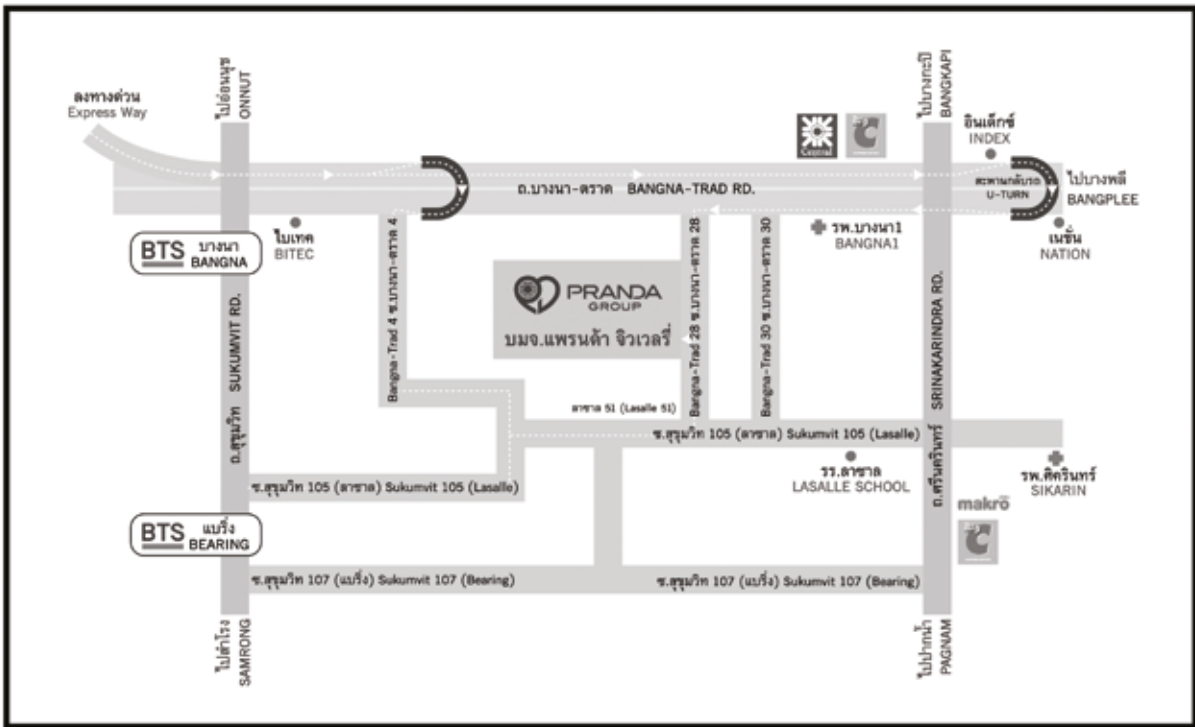 ลงทางด่วน
Express Way
ไปอ่อนนุช
ONNUT
ไปบางกะปิ
BANGKAPI
Central
อินเด็กซ์
INDEX
ถ.บางนา-ตราด BANGNA-TRAD RD.
สะพานกลับรถ
U-TURN
ไปบางพลี
BANGPLEE
BTS บางนา
BANGNA
ไบเทค
BITEC
รพ.บางนา1
BANGNA1
เนชั่น
NATION
PRANDA
GROUP
บมจ.แพรนด้า จิวเวลรี่
Bangna-Trad 4 ซ.บางนา-ตราด 4
Bangna-Trad 28 ซ.บางนา-ตราด 28
Bangna-Trad 30 ซ.บางนา-ตราด 30
ถ.สุขุมวิท SUKUMVIT RD.
ถ.ศรีนครินทร์ SRINAKARINDRA RD.
ลาซาล 51 (Lasalle 51)
ซ.สุขุมวิท 105 (ลาซาล) Sukumvit 105 (Lasalle)
รร.ลาซาล
LASALLE SCHOOL
รพ.ศิครินทร์
SIKARIN
ซ.สุขุมวิท 105 (ลาซาล) Sukumvit 105 (Lasalle)
makro
BTS แบริ่ง
BEARING
ซ.สุขุมวิท 107 (แบริ่ง) Sukumvit 107 (Bearing)
ซ.สุขุมวิท 107 (แบริ่ง) Sukumvit 107 (Bearing)
ไปสำโรง
SAMRONG
ไปปากน้ำ
PAGNAM